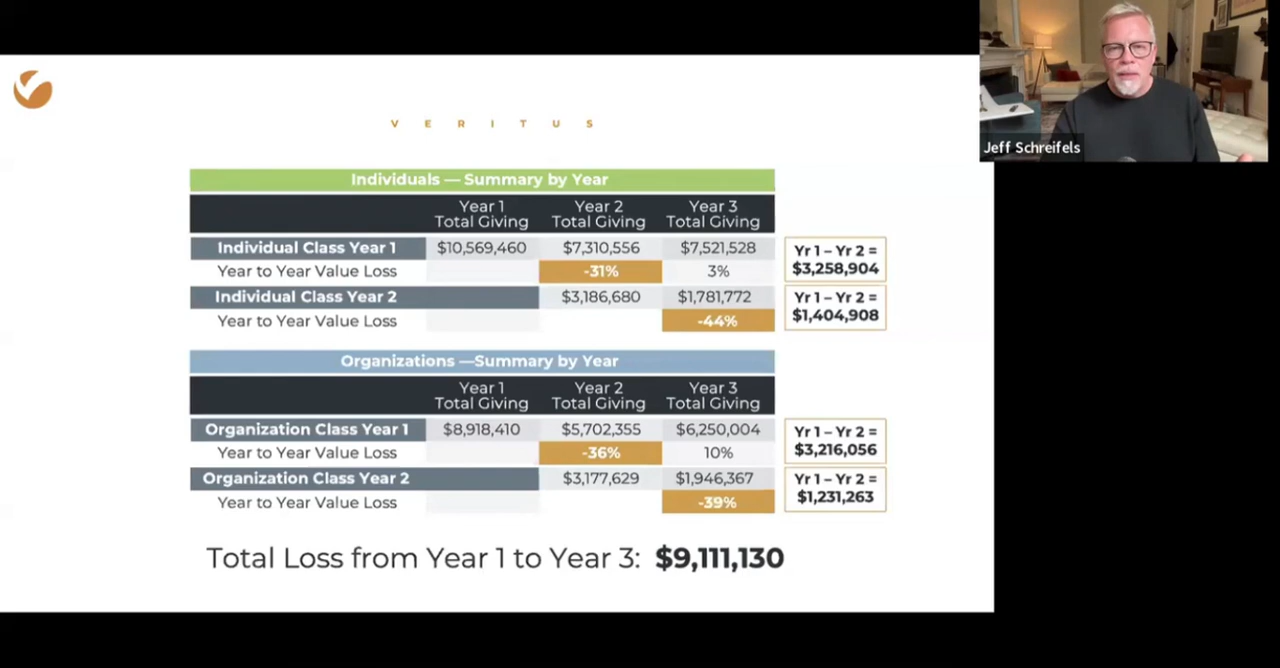 Jeff Schreifels
VERITUS
Individuals — Summary by Year
Year 1 Total Giving Year 2 Total Giving Year 3 Total Giving
Individual Class Year 1 $10,569,460 $7,310,556 $7,521,528
Year to Year Value Loss -31% 3%
Yr 1 – Yr 2 =
$3,258,904
Individual Class Year 2 $3,186,680 $1,781,772
Year to Year Value Loss -44%
Yr 1 – Yr 2 =
$1,404,908
Organizations —Summary by Year
Year 1 Total Giving Year 2 Total Giving Year 3 Total Giving
Organization Class Year 1 $8,918,410 $5,702,355 $6,250,004
Year to Year Value Loss -36% 10%
Yr 1 – Yr 2 =
$3,216,056
Organization Class Year 2 $3,177,629 $1,946,367
Year to Year Value Loss -39%
Yr 1 – Yr 2 =
$1,231,263
Total Loss from Year 1 to Year 3: $9,111,130